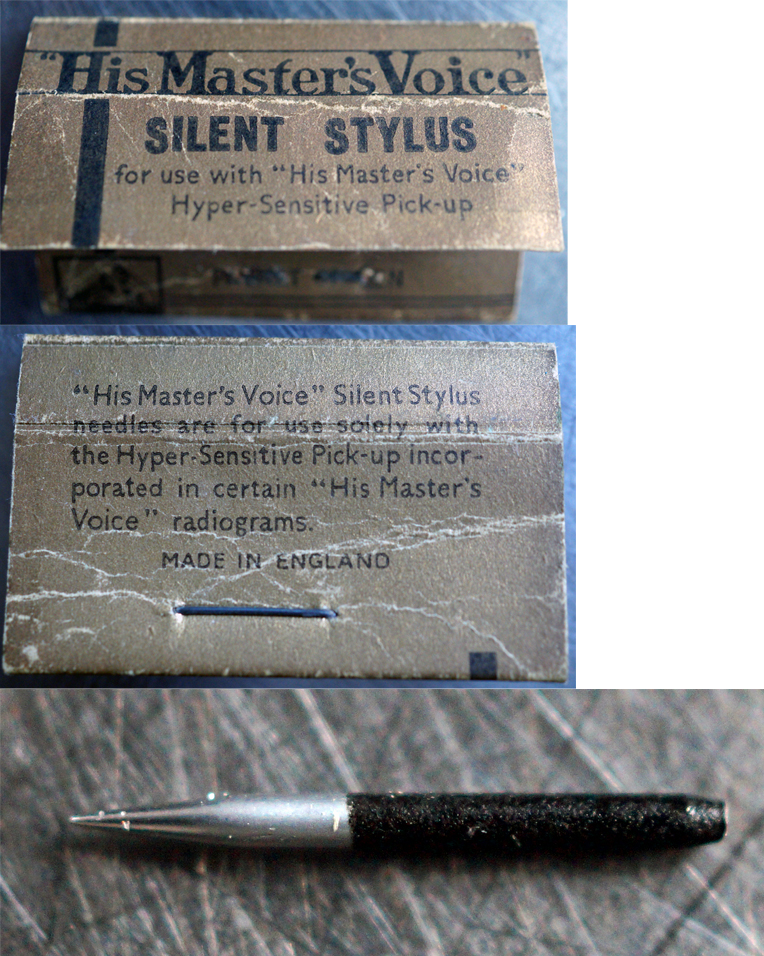 "His Master's Voice"
SILENT STYLUS
for use with "His Master's Voice"
Hyper-Sensitive Pick-up
"His Master's Voice" Silent Stylus
needles are for use solely with
the Hyper-Sensitive Pick-up incor-
porated in certain "His Master's
Voice" radiograms.
MADE IN ENGLAND